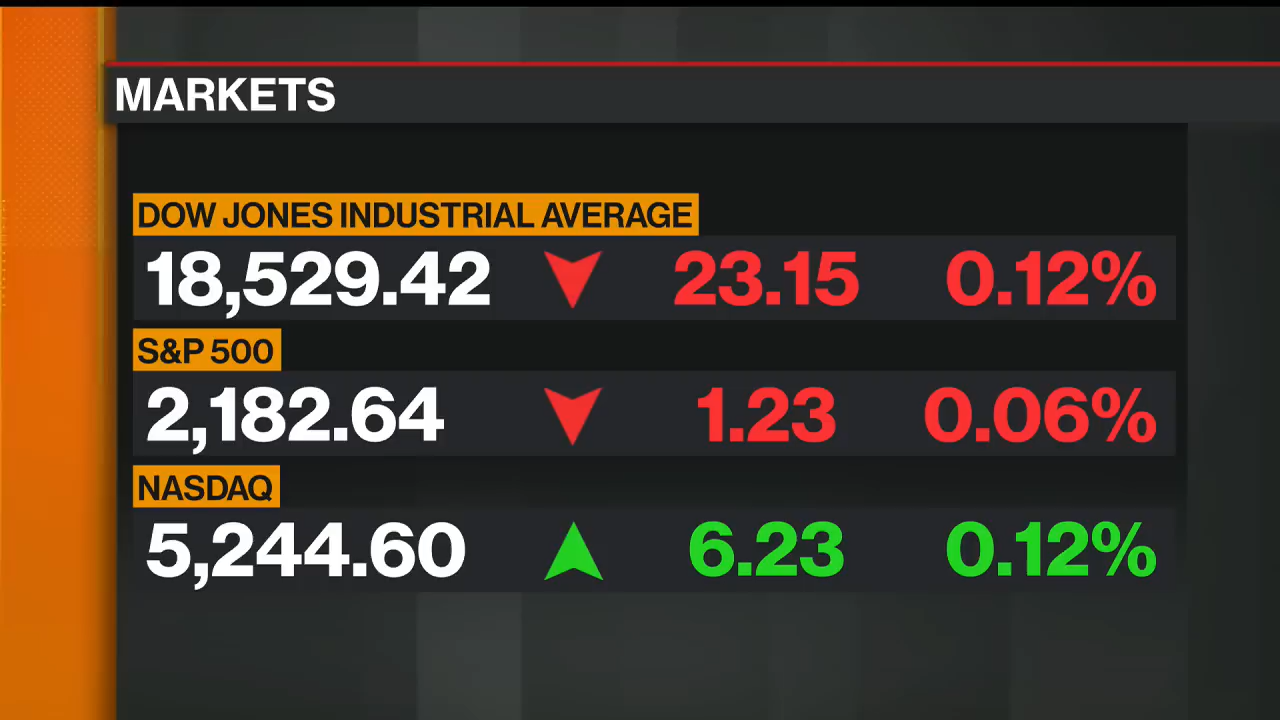 MARKETS
DOW JONES INDUSTRIAL AVERAGE
18,529.42 23.15 0.12%
S&P 500
2,182.64 1.23 0.06%
NASDAQ
5,244.60 6.23 0.12%